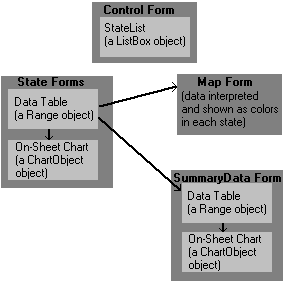 Control Form
StateList
(a ListBox object)
State Forms
Data Table
(a Range object)
On-Sheet Chart
(a ChartObject
object)
Map Form
(data interpreted
and shown as colors
in each state)
SummaryData Form
Data Table
(a Range object)
On-Sheet Chart
(a ChartObject
object)